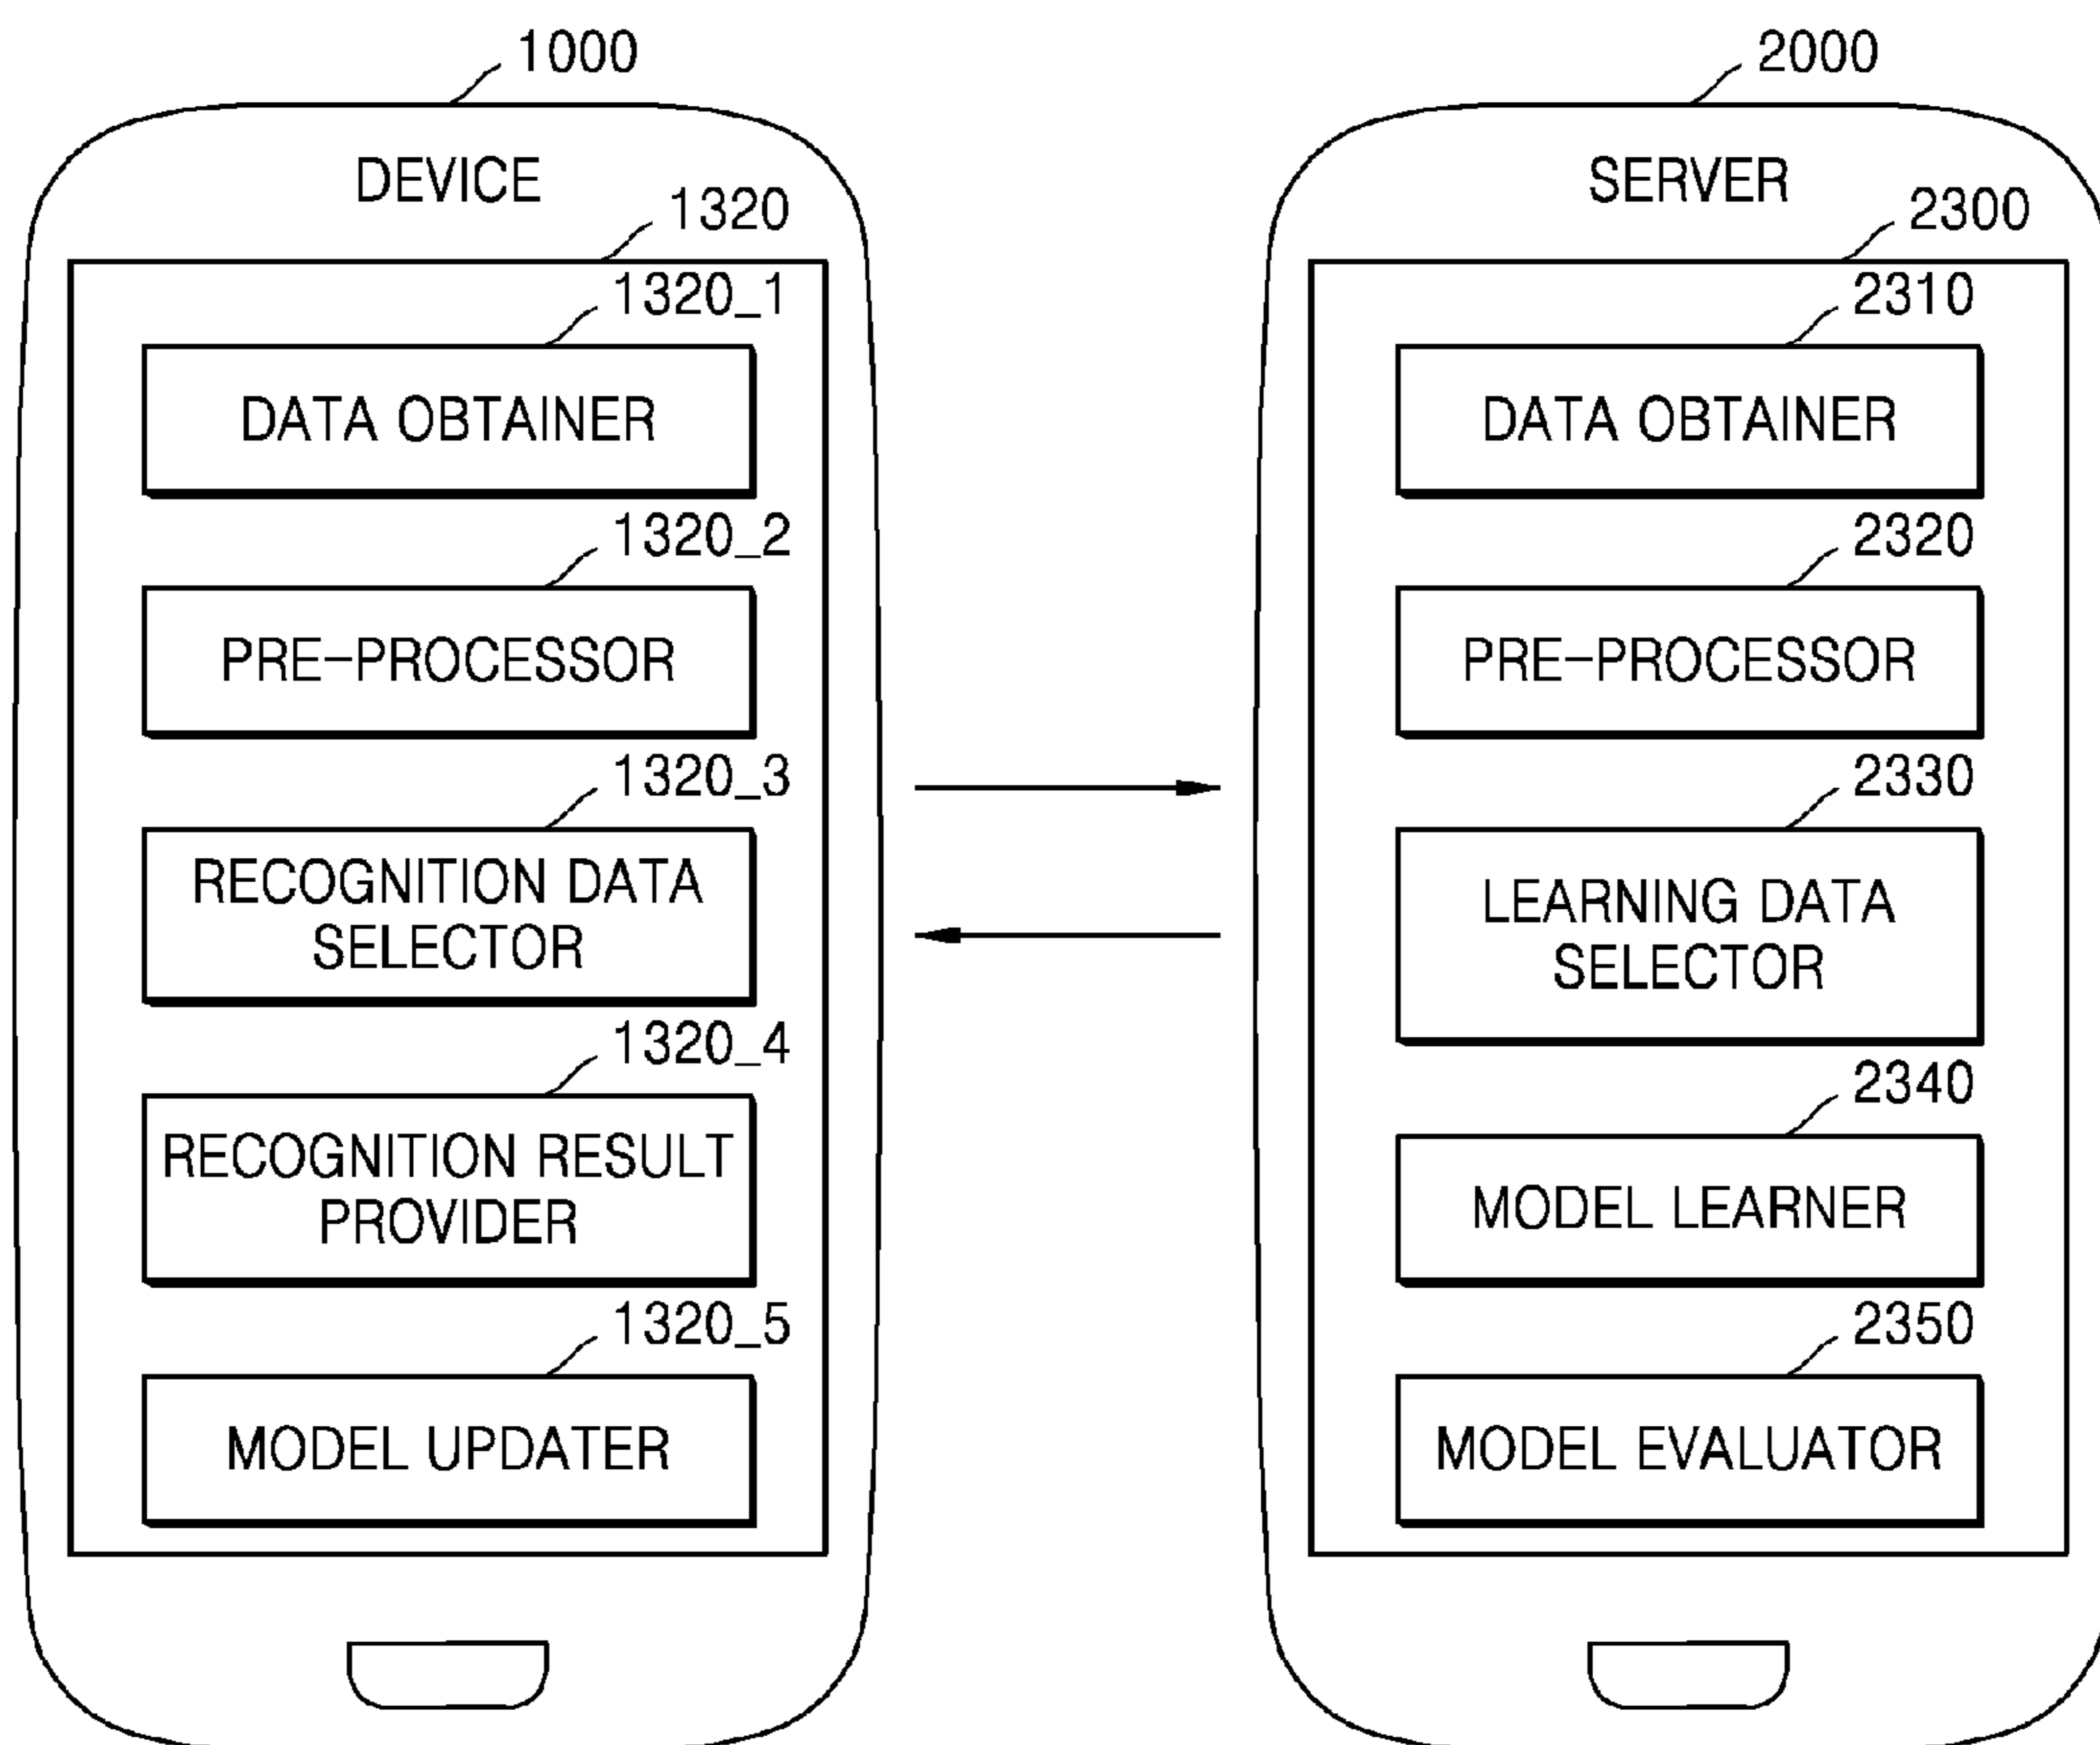 1000
DEVICE
1320
1320_1
DATA OBTAINER
1320_2
PRE-PROCESSOR
1320_3
RECOGNITION DATA
SELECTOR
1320_4
RECOGNITION RESULT
PROVIDER
1320_5
MODEL UPDATER
2000
SERVER
2300
2310
DATA OBTAINER
2320
PRE-PROCESSOR
2330
LEARNING DATA
SELECTOR
2340
MODEL LEARNER
2350
MODEL EVALUATOR